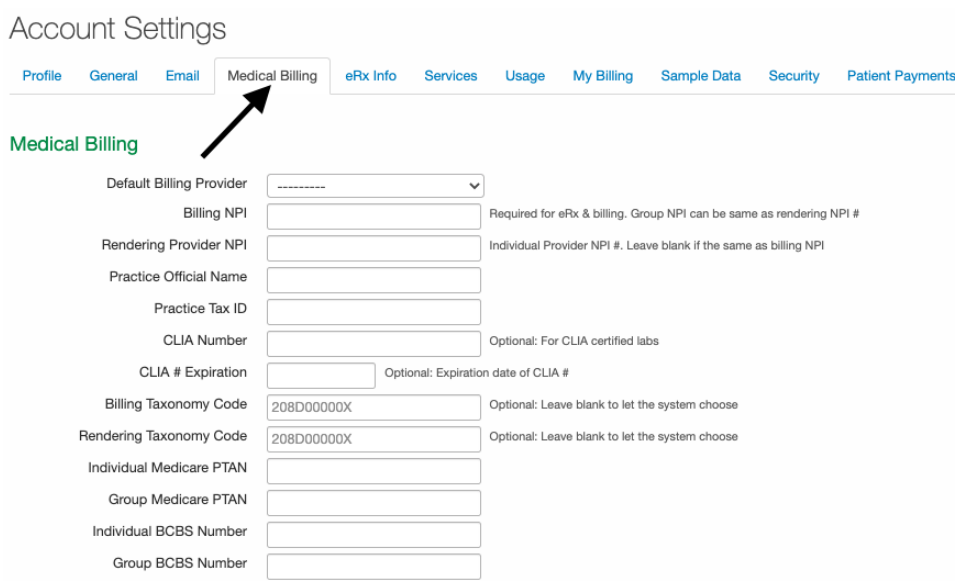 Account Settings
Profile General Email Medical Billing eRx Info Services Usage My Billing Sample Data Security Patient Payments
Medical Billing
Default Billing Provider ---------
Billing NPI Required for eRx & billing. Group NPI can be same as rendering NPI #
Rendering Provider NPI Individual Provider NPI #. Leave blank if the same as billing NPI
Practice Official Name
Practice Tax ID
CLIA Number Optional: For CLIA certified labs
CLIA # Expiration Optional: Expiration date of CLIA #
Billing Taxonomy Code 208D00000X Optional: Leave blank to let the system choose
Rendering Taxonomy Code 208D00000X Optional: Leave blank to let the system choose
Individual Medicare PTAN
Group Medicare PTAN
Individual BCBS Number
Group BCBS Number